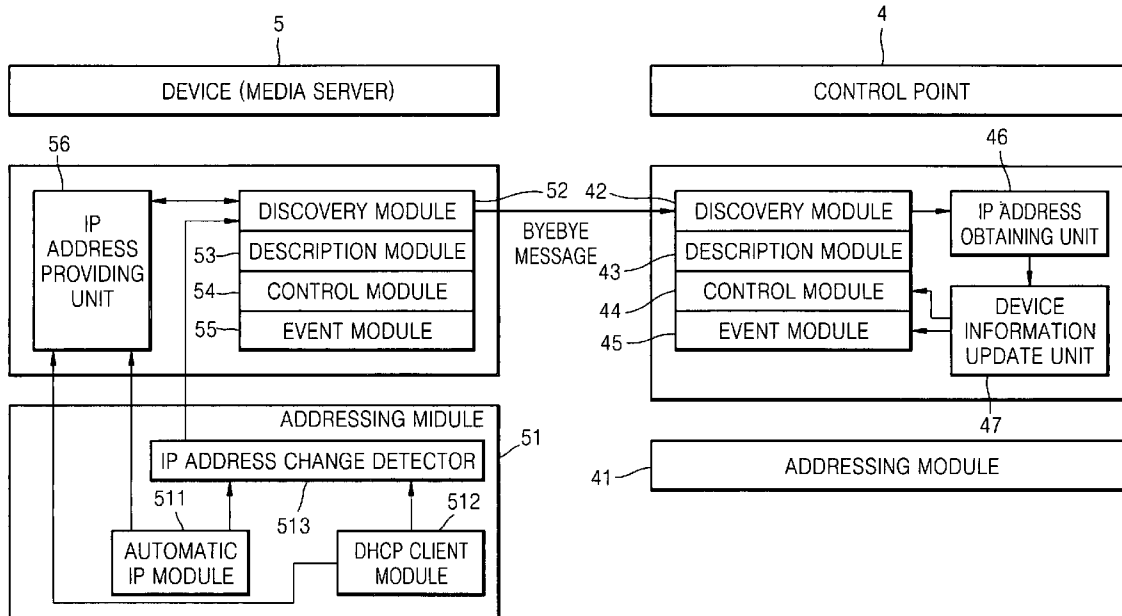 5
DEVICE (MEDIA SERVER)
56
IP
ADDRESS
PROVIDING
UNIT
52
DISCOVERY MODULE
53
DESCRIPTION MODULE
54
CONTROL MODULE
55
EVENT MODULE
ADDRESSING MIDULE
51
IP ADDRESS CHANGE DETECTOR
511
513
512
AUTOMATIC
IP MODULE
DHCP CLIENT
MODULE
BYEBYE
MESSAGE
4
CONTROL POINT
42
DISCOVERY MODULE
43
DESCRIPTION MODULE
44
CONTROL MODULE
45
EVENT MODULE
46
IP ADDRESS
OBTAINING UNIT
DEVICE
INFORMATION
UPDATE UNIT
47
41
ADDRESSING MODULE